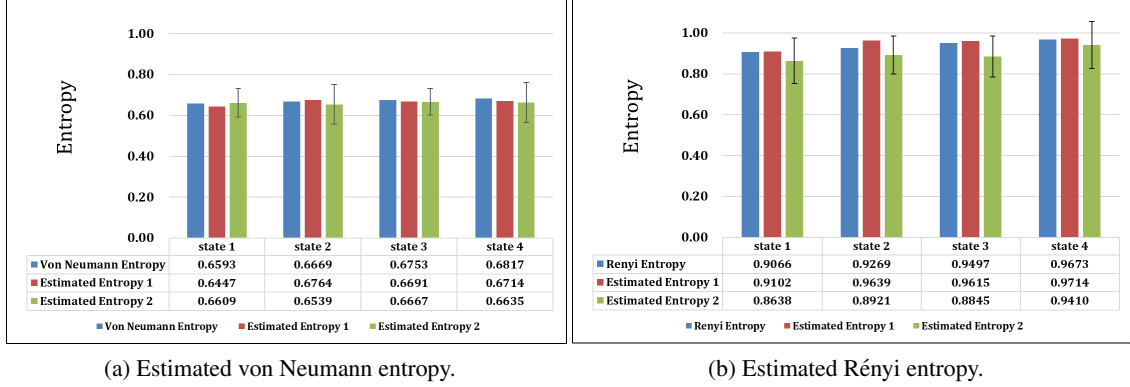 1.00
0.80
0.60
0.40
0.20
0.00
Entropy
state 1 state 2 state 3 state 4
Von Neumann Entropy 0.6593 0.6669 0.6753 0.6817
Estimated Entropy 1 0.6447 0.6764 0.6691 0.6714
Estimated Entropy 2 0.6609 0.6539 0.6667 0.6635
Von Neumann Entropy Estimated Entropy 1 Estimated Entropy 2
(a) Estimated von Neumann entropy.
1.00
0.80
0.60
0.40
0.20
0.00
Entropy
state 1 state 2 state 3 state 4
Renyi Entropy 0.9066 0.9269 0.9497 0.9673
Estimated Entropy 1 0.9102 0.9639 0.9615 0.9714
Estimated Entropy 2 0.8638 0.8921 0.8845 0.9410
Renyi Entropy Estimated Entropy 1 Estimated Entropy 2
(b) Estimated Rényi entropy.